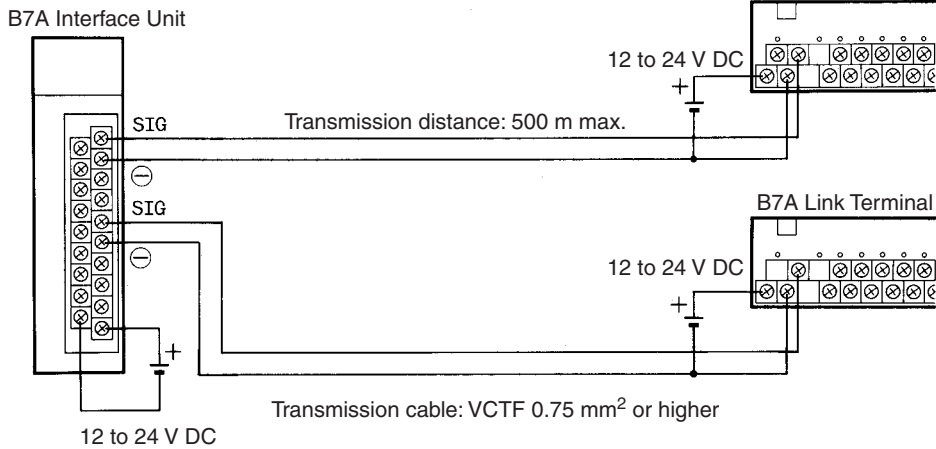 B7A Interface Unit
12 to 24 V DC
+
SIG
Transmission distance: 500 m max.
⊖
SIG
B7A Link Terminal
⊖
12 to 24 V DC
+
+
Transmission cable: VCTF 0.75 mm² or higher
12 to 24 V DC